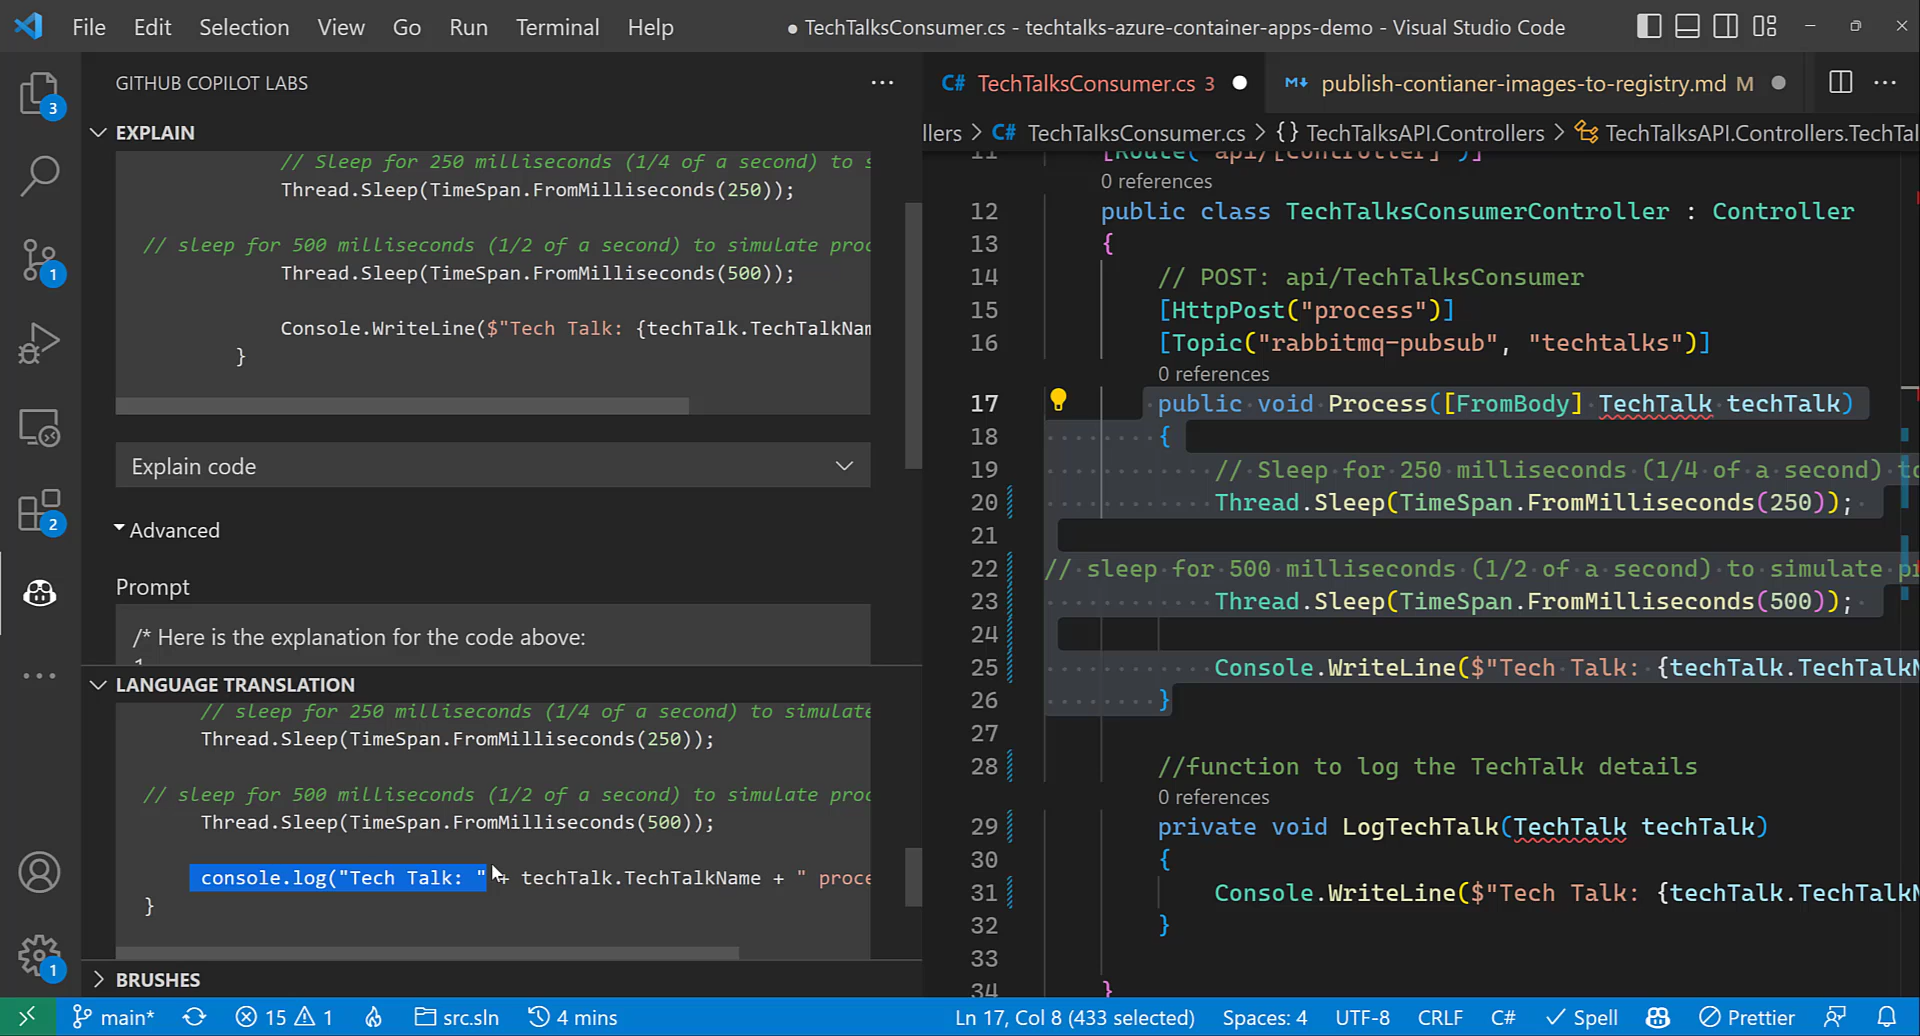 File Edit Selection View Go Run Terminal Help
● TechTalksConsumer.cs - techtalks-azure-container-apps-demo - Visual Studio Code
GITHUB COPILOT LABS
EXPLAIN
// Sleep for 250 milliseconds (1/4 of a second) to s
Thread.Sleep(TimeSpan.FromMilliseconds(250));
// sleep for 500 milliseconds (1/2 of a second) to simulate proc
Thread.Sleep(TimeSpan.FromMilliseconds(500));
Console.WriteLine($"Tech Talk: {techTalk.TechTalkNam
}
Explain code
Advanced
Prompt
/* Here is the explanation for the code above:
1
LANGUAGE TRANSLATION
// sleep for 250 milliseconds (1/4 of a second) to simulate
Thread.Sleep(TimeSpan.FromMilliseconds(250));
// sleep for 500 milliseconds (1/2 of a second) to simulate proc
Thread.Sleep(TimeSpan.FromMilliseconds(500));
console.log("Tech Talk: " + techTalk.TechTalkName + " proce
}
BRUSHES
3
1
2
1
C# TechTalksConsumer.cs 3 ●
publish-contianer-images-to-registry.md M ●
llers > C# TechTalksConsumer.cs > {} TechTalksAPI.Controllers > TechTalksAPI.Controllers.TechTal
11 [Route("api/[controller]")]
0 references
12 public class TechTalksConsumerController : Controller
13 {
14 // POST: api/TechTalksConsumer
15 [HttpPost("process")]
16 [Topic("rabbitmq-pubsub", "techtalks")]
0 references
17 public void Process([FromBody] TechTalk techTalk)
18 {
19 // Sleep for 250 milliseconds (1/4 of a second) to
20 Thread.Sleep(TimeSpan.FromMilliseconds(250));
21
22 // sleep for 500 milliseconds (1/2 of a second) to simulate pr
23 Thread.Sleep(TimeSpan.FromMilliseconds(500));
24
25 Console.WriteLine($"Tech Talk: {techTalk.TechTalkN
26 }
27
28 //function to log the TechTalk details
0 references
29 private void LogTechTalk(TechTalk techTalk)
30 {
31 Console.WriteLine($"Tech Talk: {techTalk.TechTalkN
32 }
33
34 }
main* 15 1 src.sln 4 mins Ln 17, Col 8 (433 selected) Spaces: 4 UTF-8 CRLF C# Spell Prettier